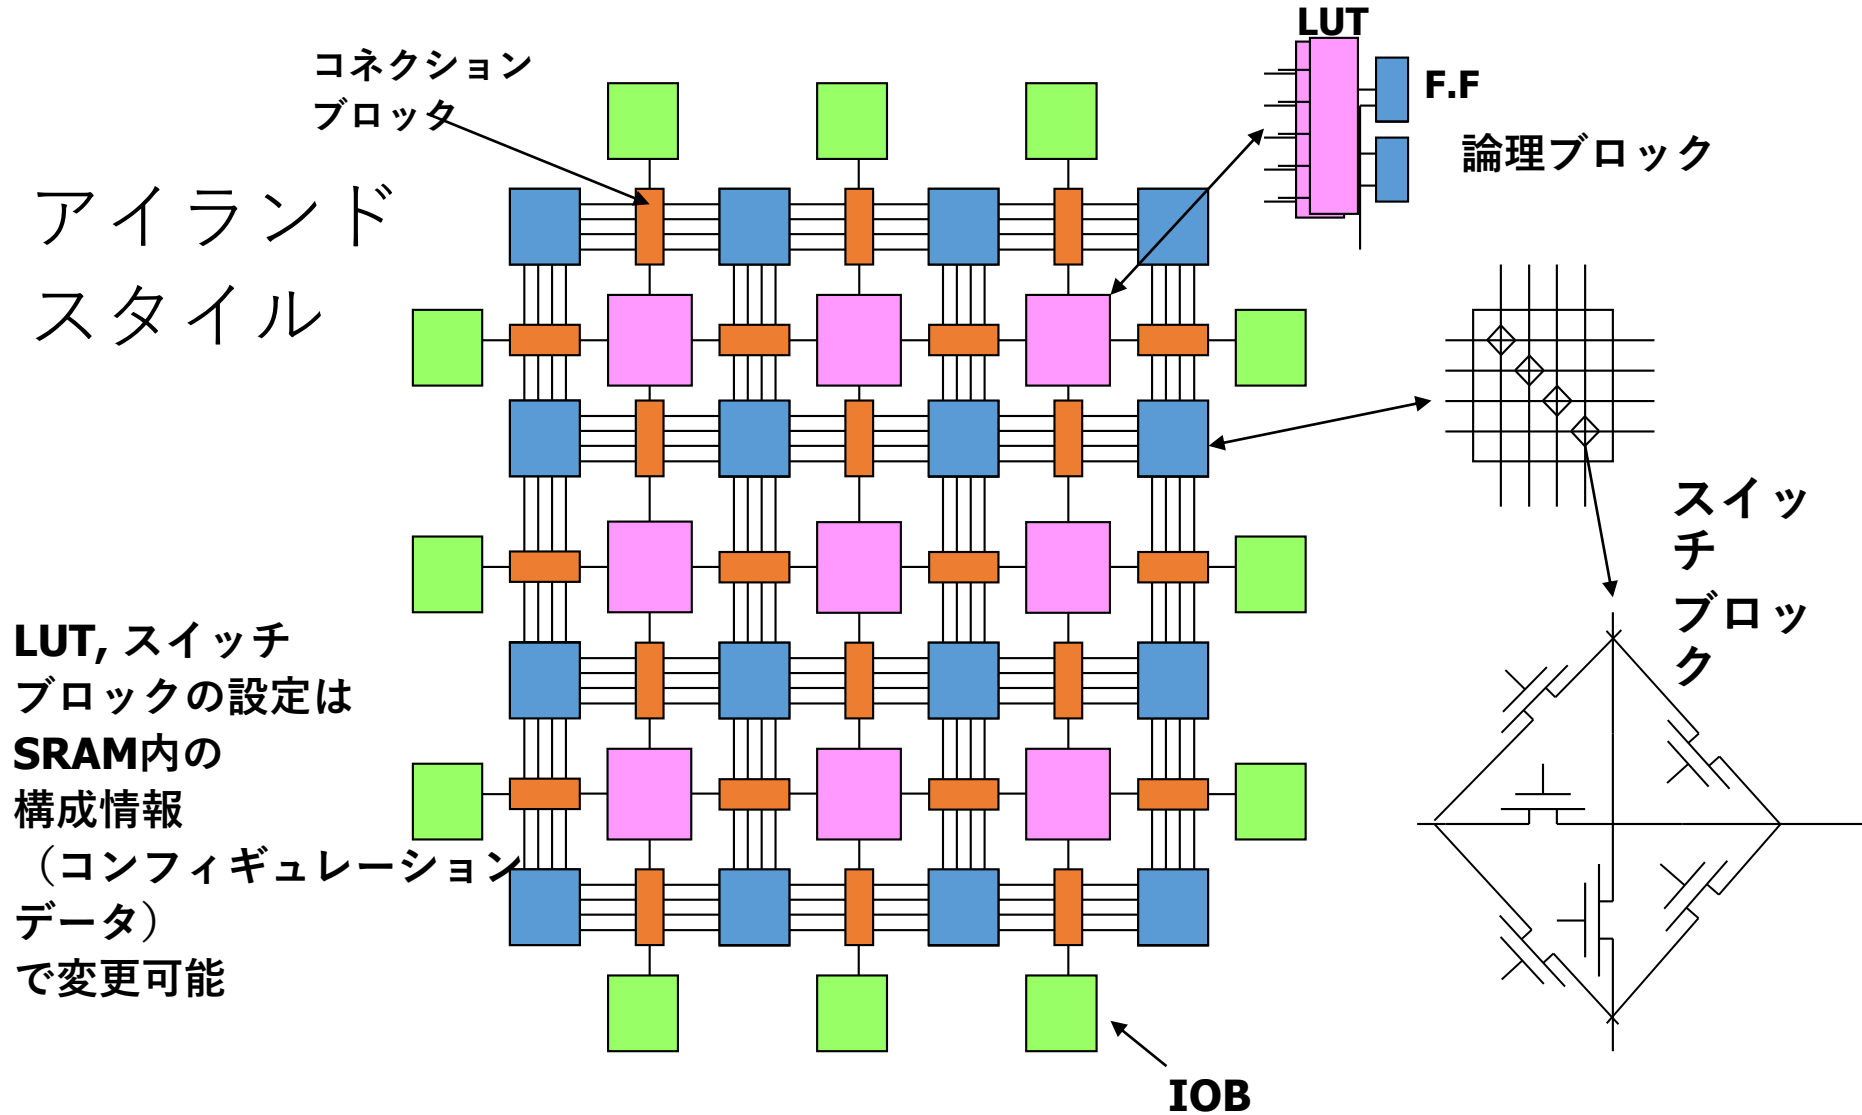 アイランド
スタイル
コネクション
ブロック
LUT
F.F
論理ブロック
スイッ
チ
ブロッ
ク
LUT, スイッチ
ブロックの設定は
SRAM内の
構成情報
（コンフィギュレーション
データ）
で変更可能
IOB